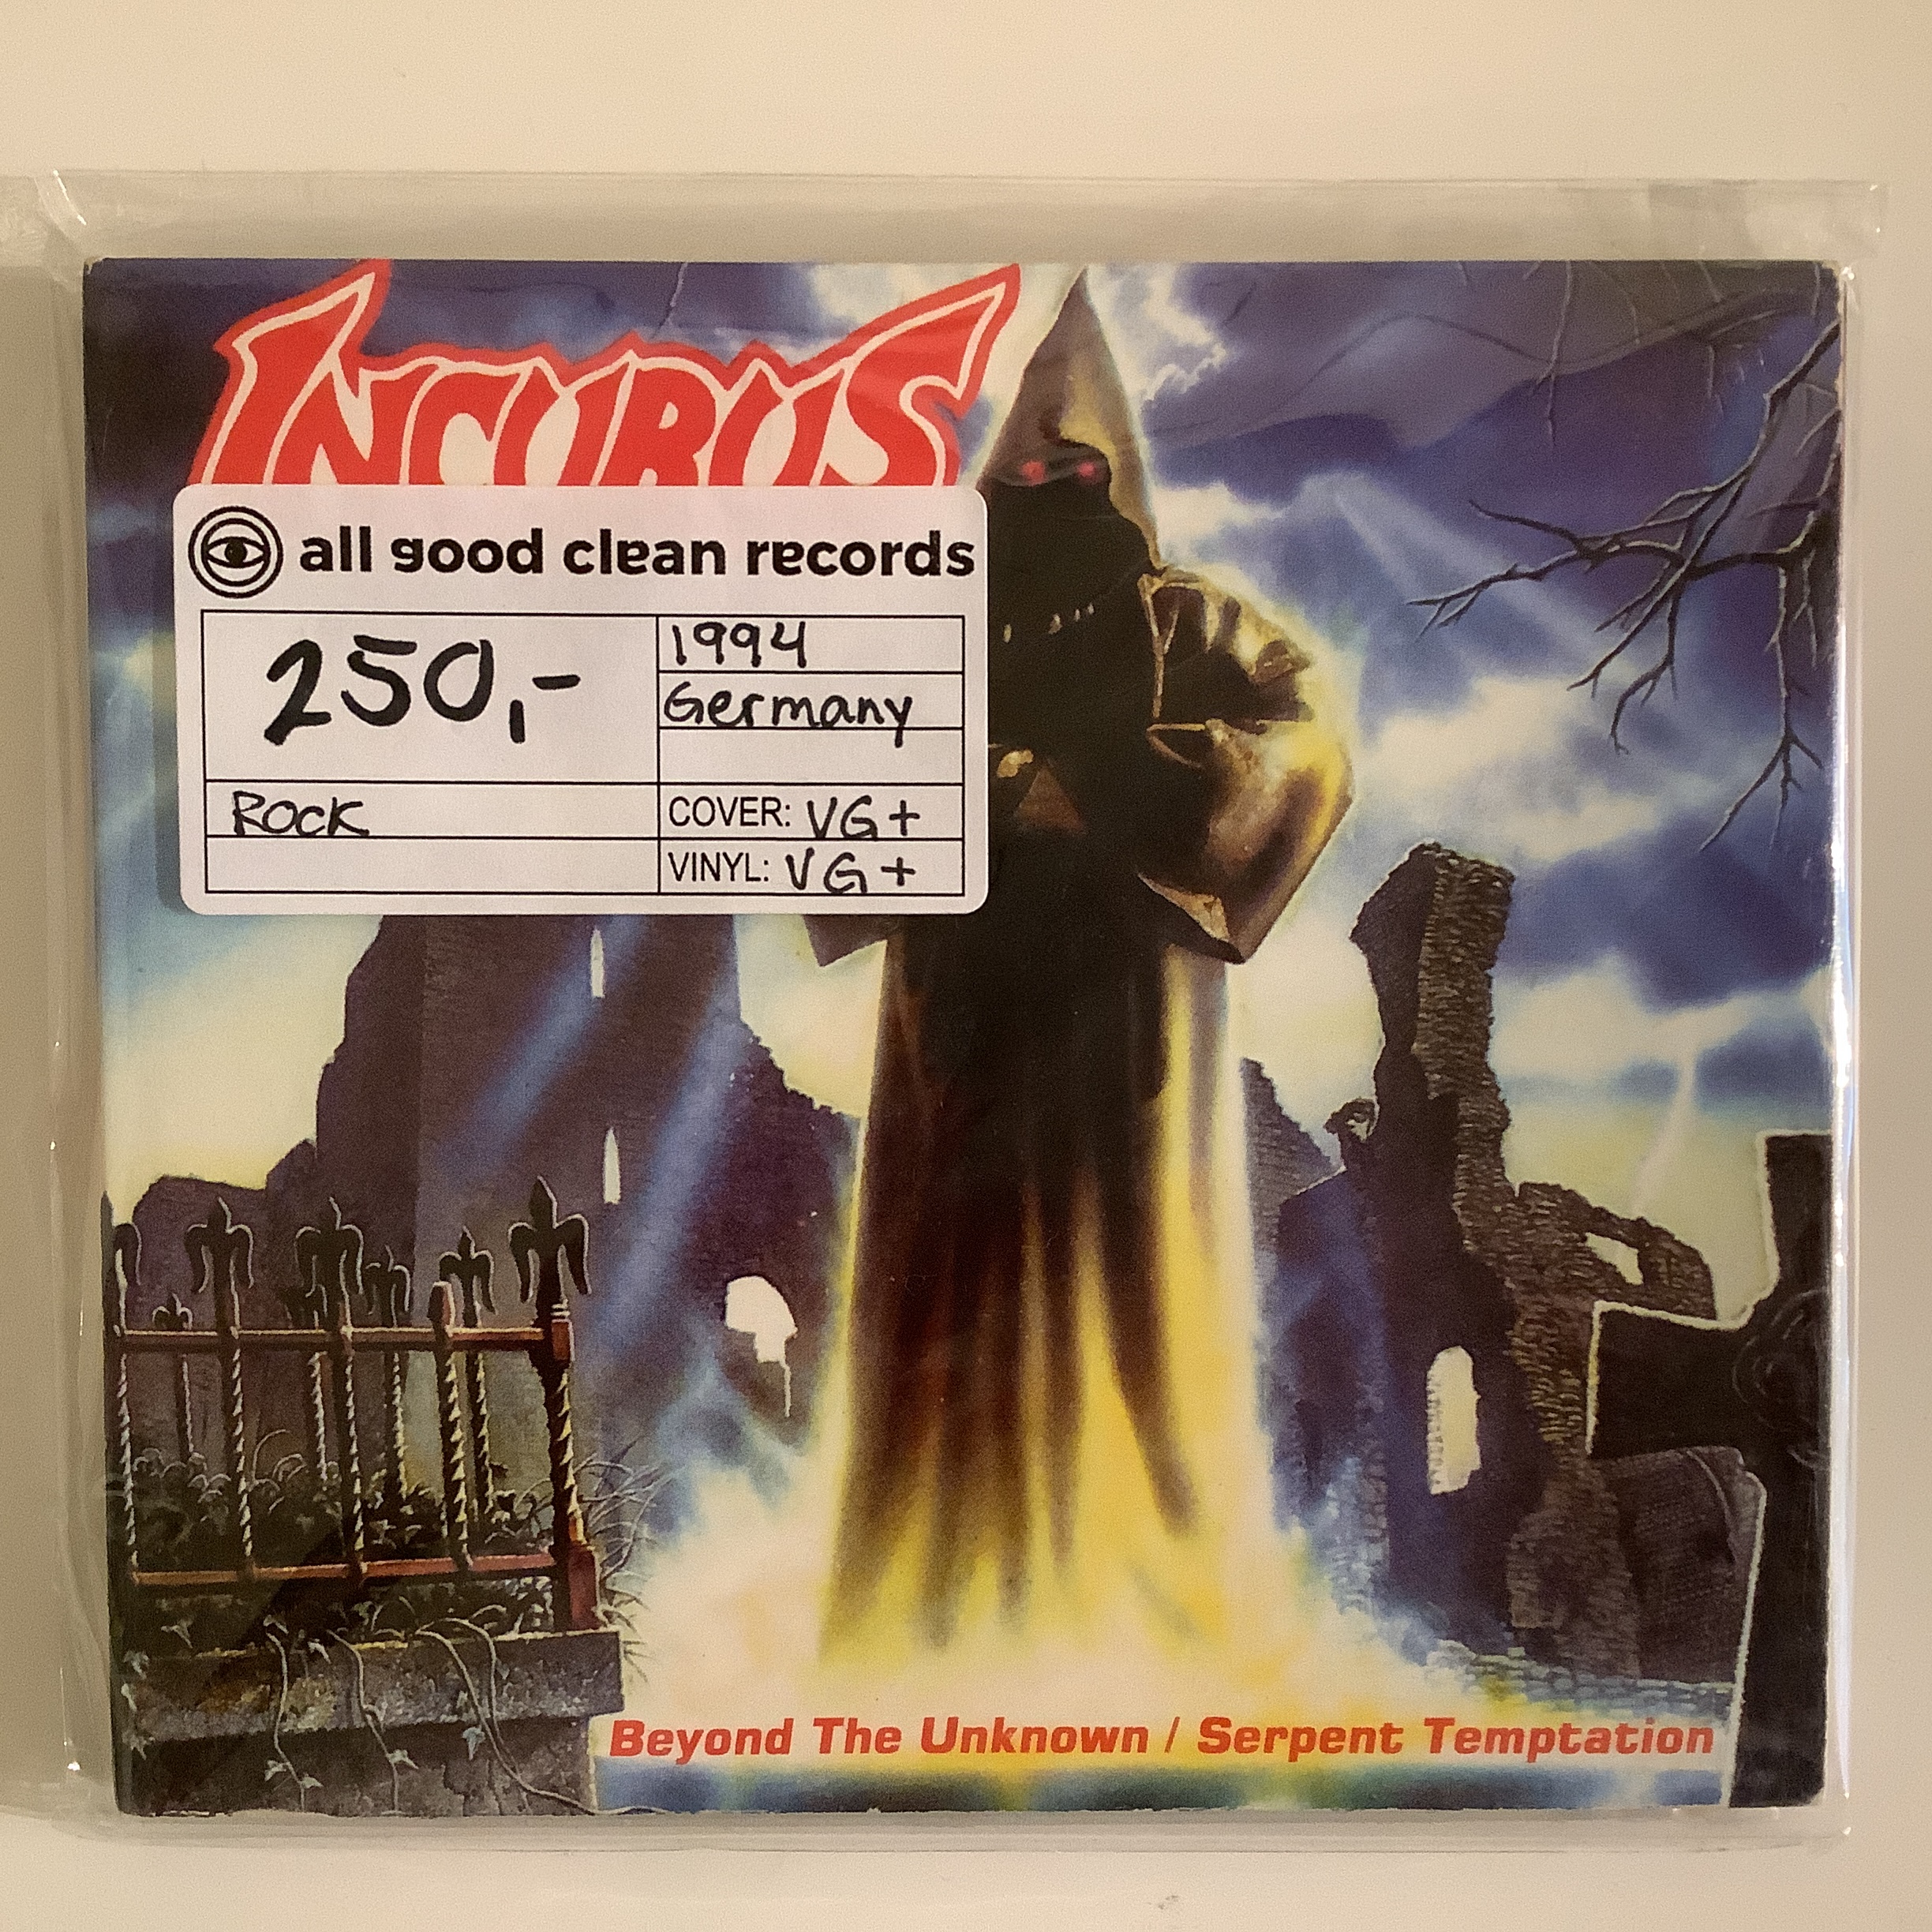 INCUBUS
all good clean records
250,-
1994
Germany
ROCK
COVER: VG+
VINYL: VG+
Beyond The Unknown / Serpent Temptation